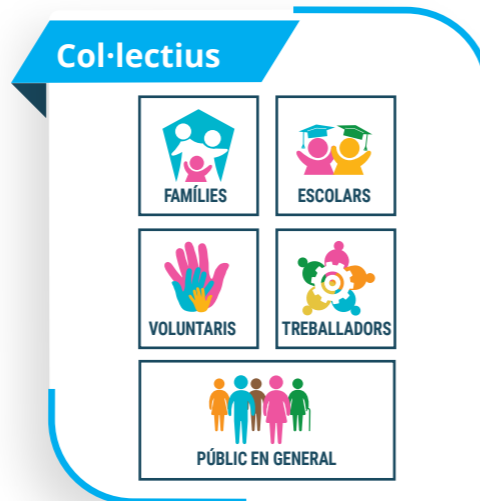 Col·lectius
FAMÍLIES
ESCOLARS
VOLUNTARIS
TREBALLADORS
PÚBLIC EN GENERAL